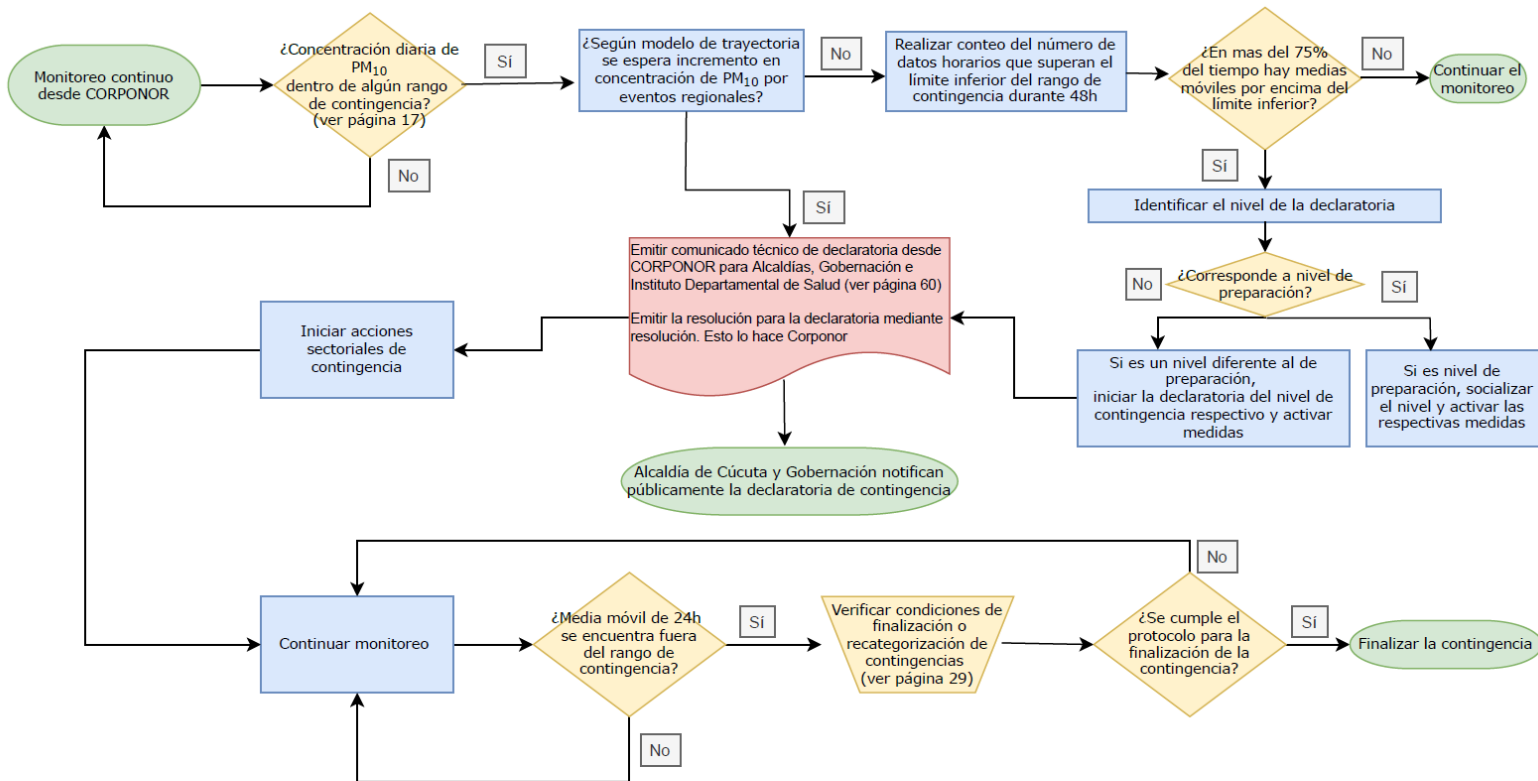 Monitoreo continuo
desde CORPONOR
¿Concentración diaria de
PM10
dentro de algún rango
de contingencia?
(ver página 17)
Sí
No
¿Según modelo de trayectoria
se espera incremento en
concentración de PM10 por
eventos regionales?
No
Sí
Realizar conteo del número de
datos horarios que superan el
límite inferior del rango de
contingencia durante 48h
¿En mas del 75%
del tiempo hay medias
móviles por encima del
límite inferior?
No
Continuar el
monitoreo
Sí
Identificar el nivel de la declaratoria
¿Corresponde a nivel de
preparación?
No
Sí
Si es un nivel diferente al de
preparación,
iniciar la declaratoria del nivel de
contingencia respectivo y activar
medidas
Si es nivel de
preparación, socializar
el nivel y activar las
respectivas medidas
Emitir comunicado técnico de declaratoria desde
CORPONOR para Alcaldías, Gobernación e
Instituto Departamental de Salud (ver página 60)
Emitir la resolución para la declaratoria mediante
resolución. Esto lo hace Corponor
Iniciar acciones
sectoriales de
contingencia
Alcaldía de Cúcuta y Gobernación notifican
públicamente la declaratoria de contingencia
Continuar monitoreo
¿Media móvil de 24h
se encuentra fuera
del rango de
contingencia?
Sí
No
Verificar condiciones de
finalización o
recategorización de
contingencias
(ver página 29)
¿Se cumple el
protocolo para la
finalización de la
contingencia?
No
Sí
Finalizar la contingencia